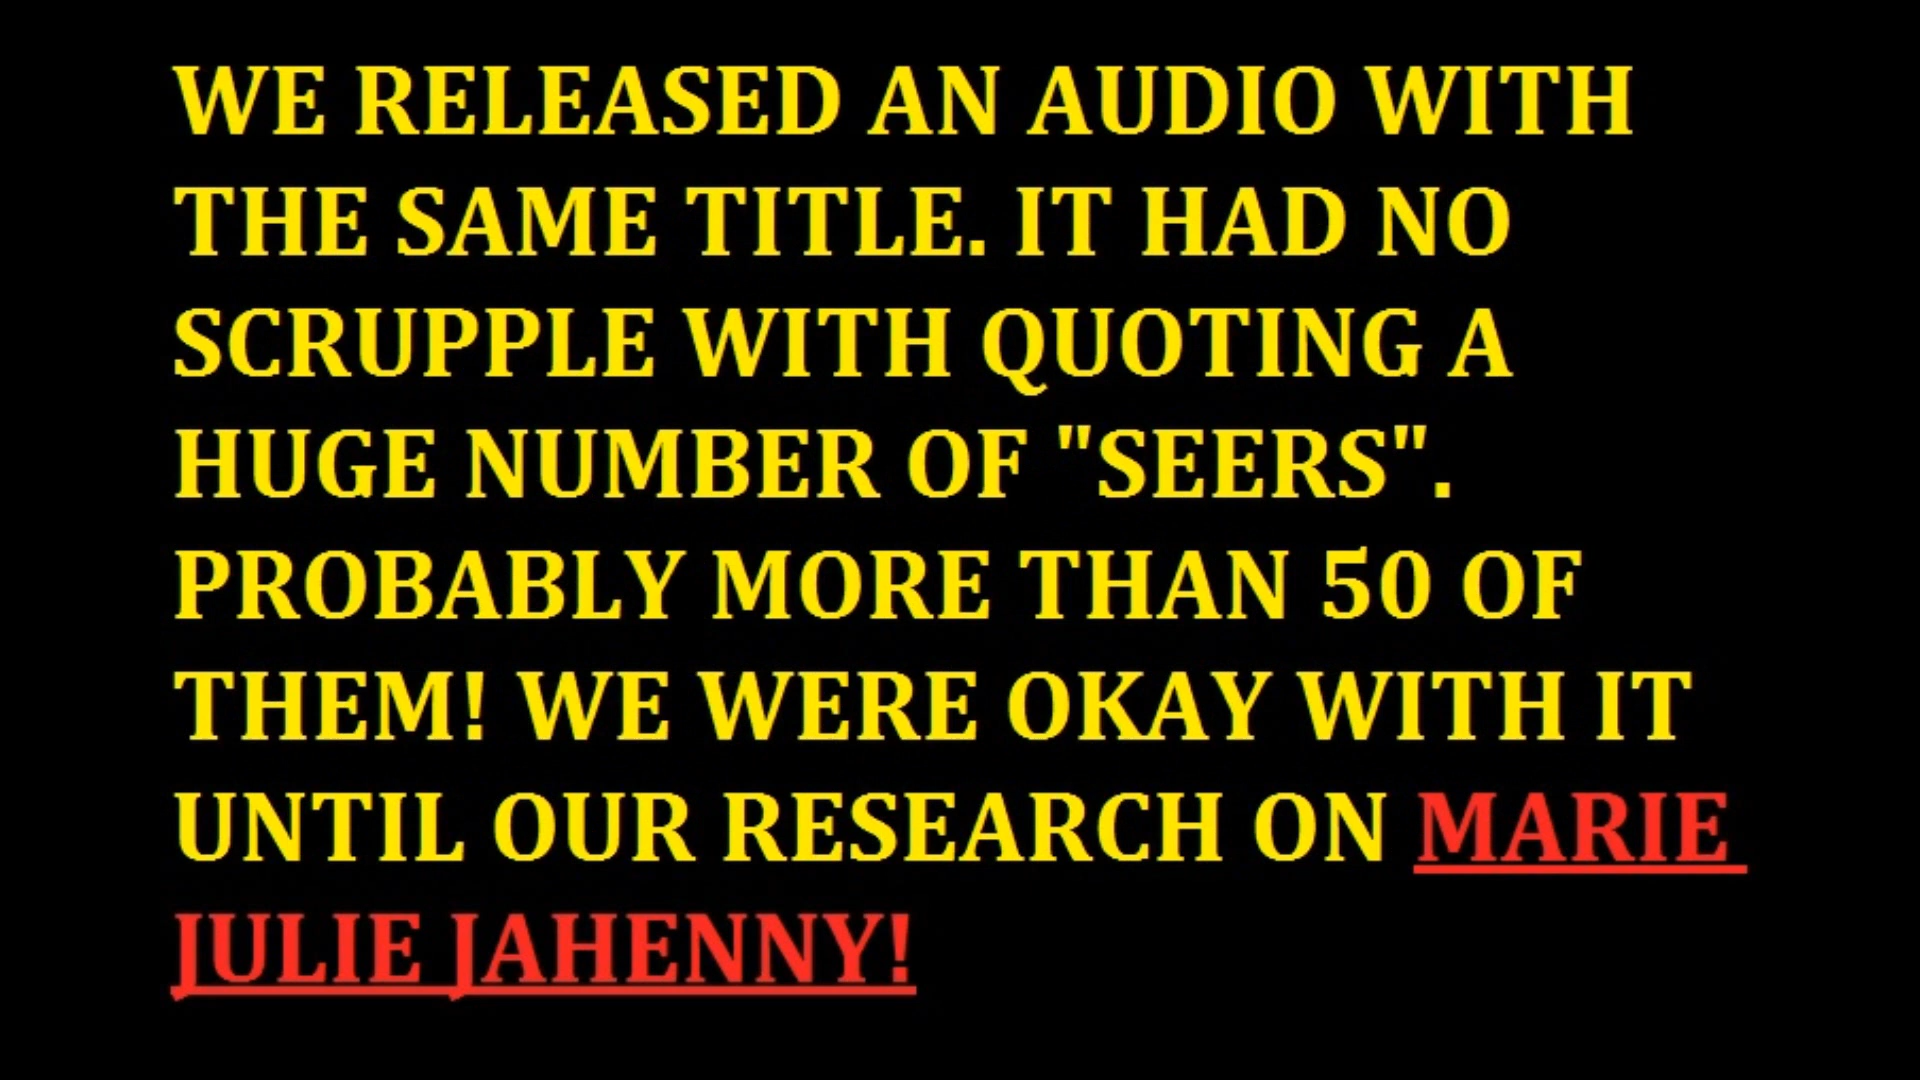 WE RELEASED AN AUDIO WITH
THE SAME TITLE. IT HAD NO
SCRUPPLE WITH QUOTING A
HUGE NUMBER OF "SEERS".
PROBABLY MORE THAN 50 OF
THEM! WE WERE OKAY WITH IT
UNTIL OUR RESEARCH ON MARIE
JULIE JAHENNY!